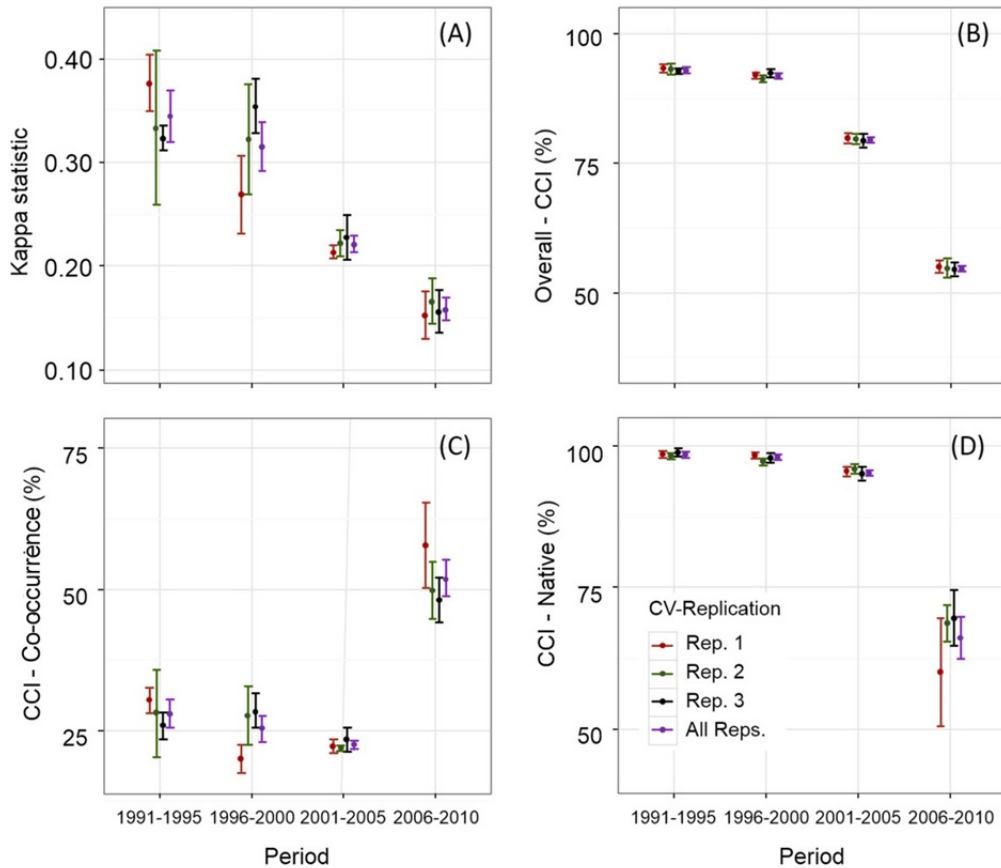 (A)
Kappa statistic
0.40
0.30
0.20
0.10
(B)
Overall - CCI (%)
100
75
50
(C)
CCI - Co-occurrence (%)
75
50
25
1991-1995 1996-2000 2001-2005 2006-2010
Period
(D)
CCI - Native (%)
100
75
50
CV-Replication
Rep. 1
Rep. 2
Rep. 3
All Reps.
1991-1995 1996-2000 2001-2005 2006-2010
Period